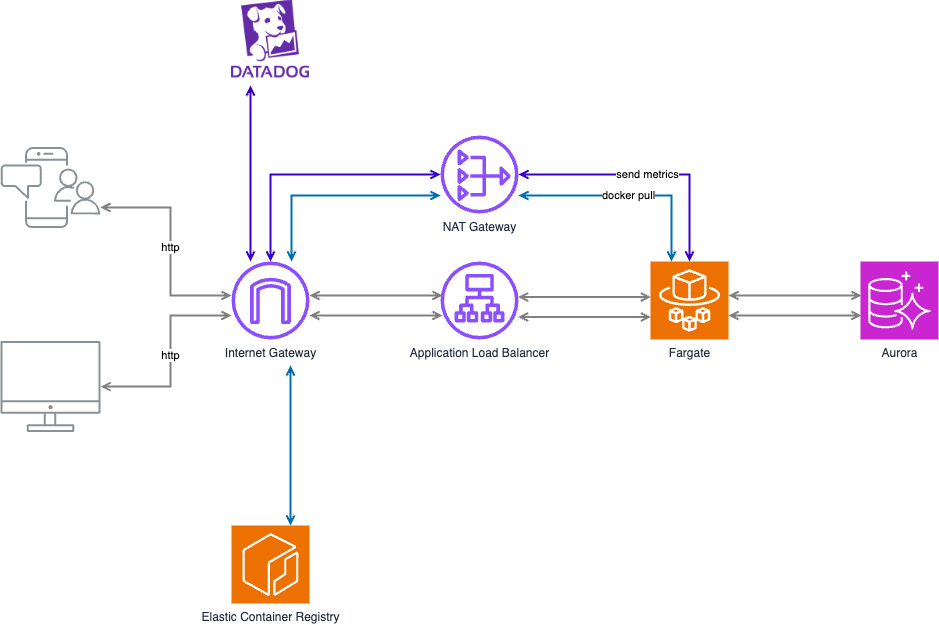 DATADOG
send metrics
docker pull
NAT Gateway
http
http
Internet Gateway
Application Load Balancer
Fargate
Aurora
Elastic Container Registry